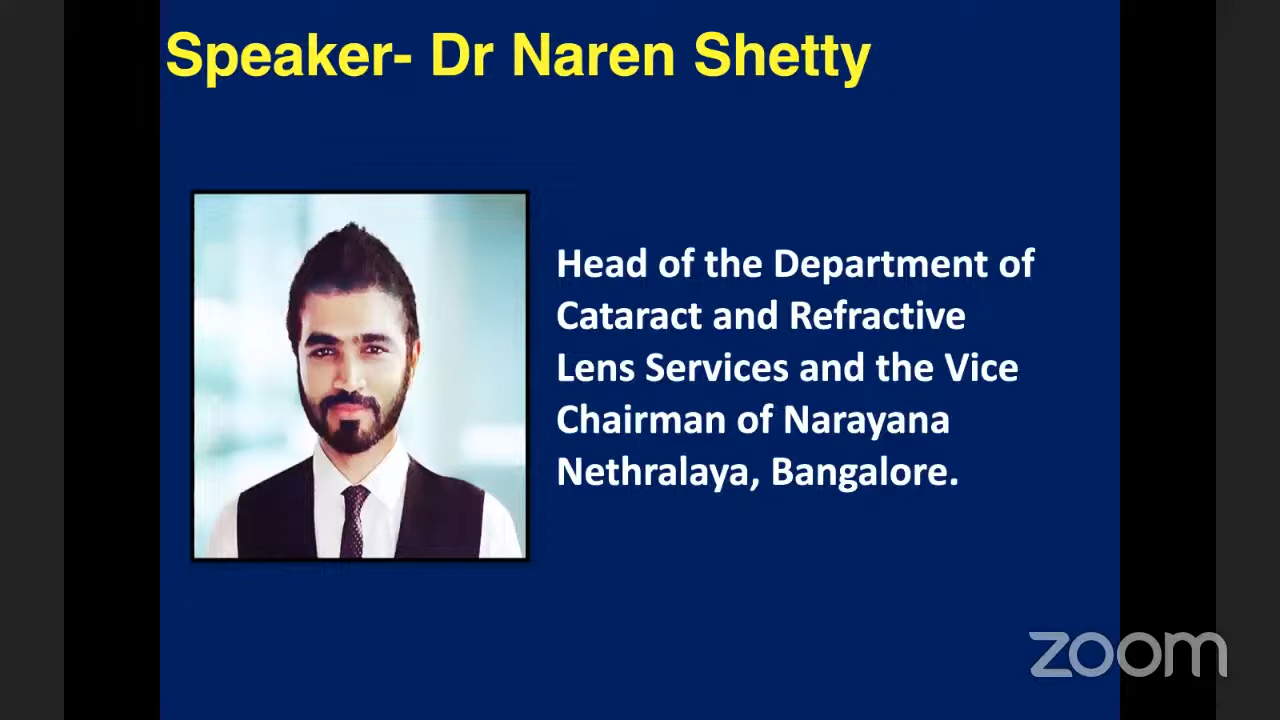 Speaker- Dr Naren Shetty
Head of the Department of
Cataract and Refractive
Lens Services and the Vice
Chairman of Narayana
Nethralaya, Bangalore.
zoom